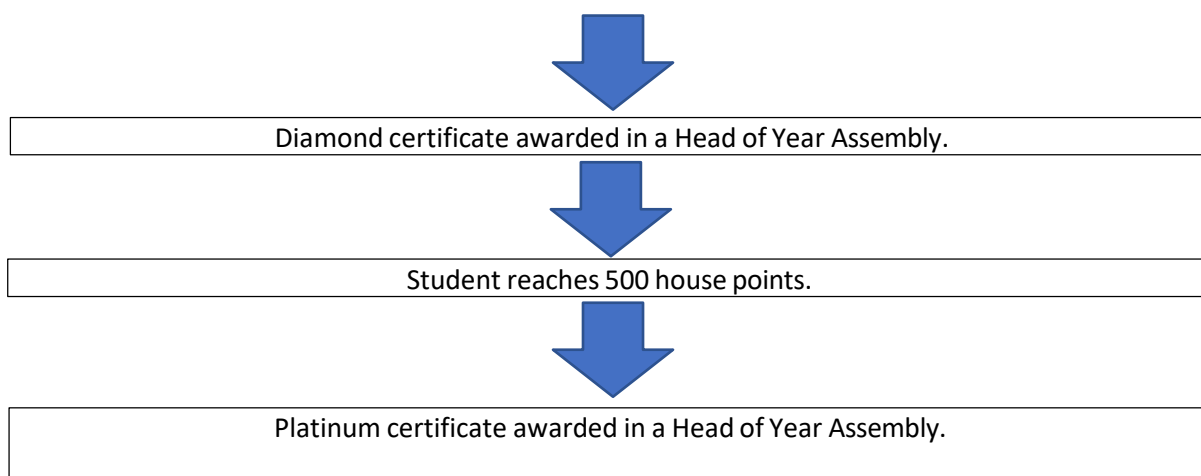 Diamond certificate awarded in a Head of Year Assembly.
Student reaches 500 house points.
Platinum certificate awarded in a Head of Year Assembly.